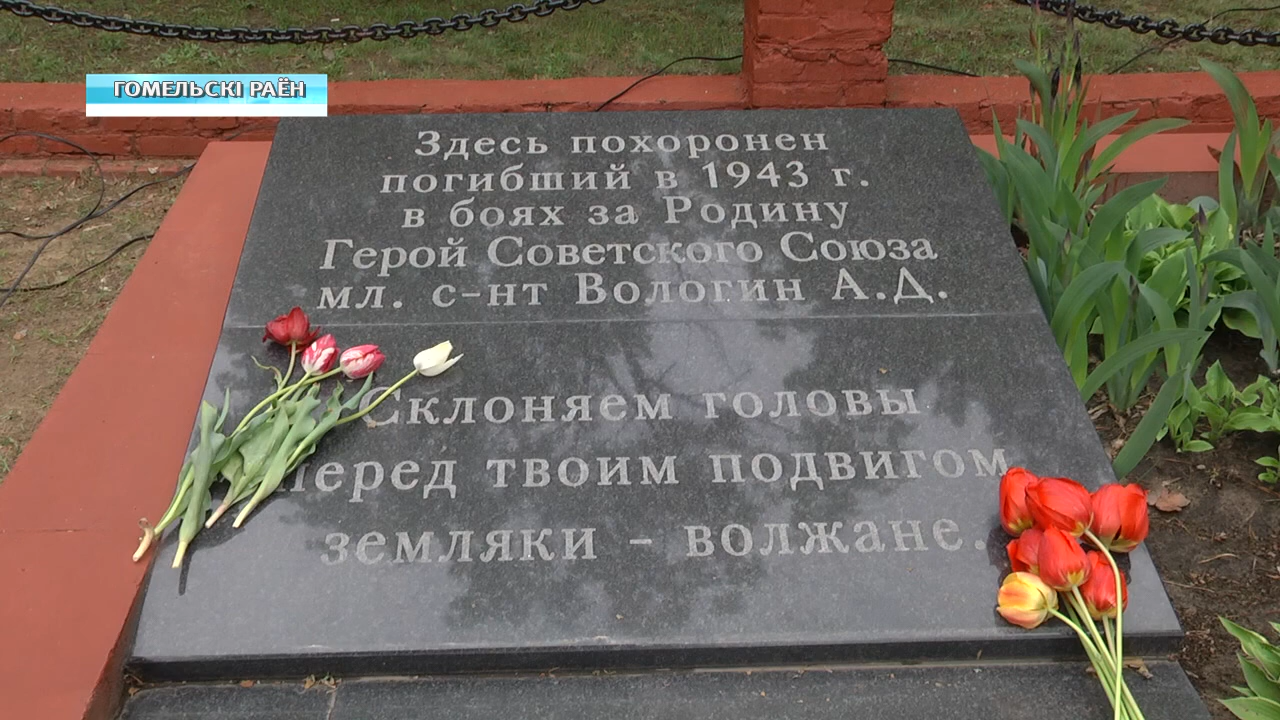 ГОМЕЛЬСКІ РАЁН
Здесь похоронен
погибший в 1943 г.
в боях за Родину
Герой Советского Союза
мл. с-нт Вологин А.Д.
Склоняем головы
перед твоим подвигом
земляки - волжане.